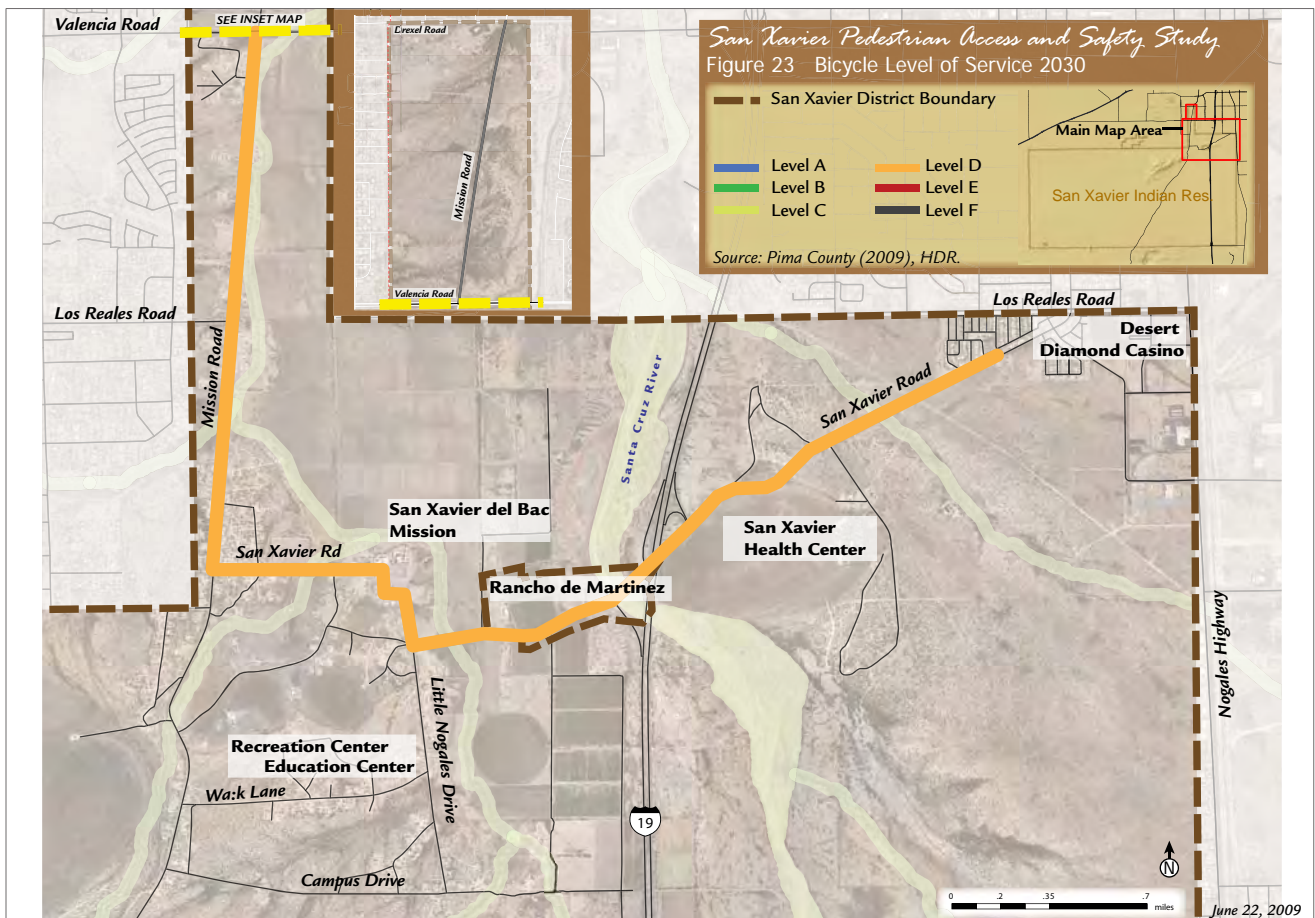 Valencia Road
SEE INSET MAP
Drexel Road
Mission Road
Valencia Road
San Xavier Pedestrian Access and Safety Study
Figure 23 Bicycle Level of Service 2030
San Xavier District Boundary
Level A
Level B
Level C
Level D
Level E
Level F
Main Map Area
San Xavier Indian Res.
Source: Pima County (2009), HDR.
Los Reales Road
Los Reales Road
Mission Road
Desert
Diamond Casino
San Xavier Road
Santa Cruz River
San Xavier del Bac
Mission
San Xavier
Health Center
San Xavier Rd
Rancho de Martinez
Nogales Highway
Little Nogales Drive
Recreation Center
Education Center
Wa:k Lane
19
Campus Drive
N
0 .2 .35 .7
miles
June 22, 2009